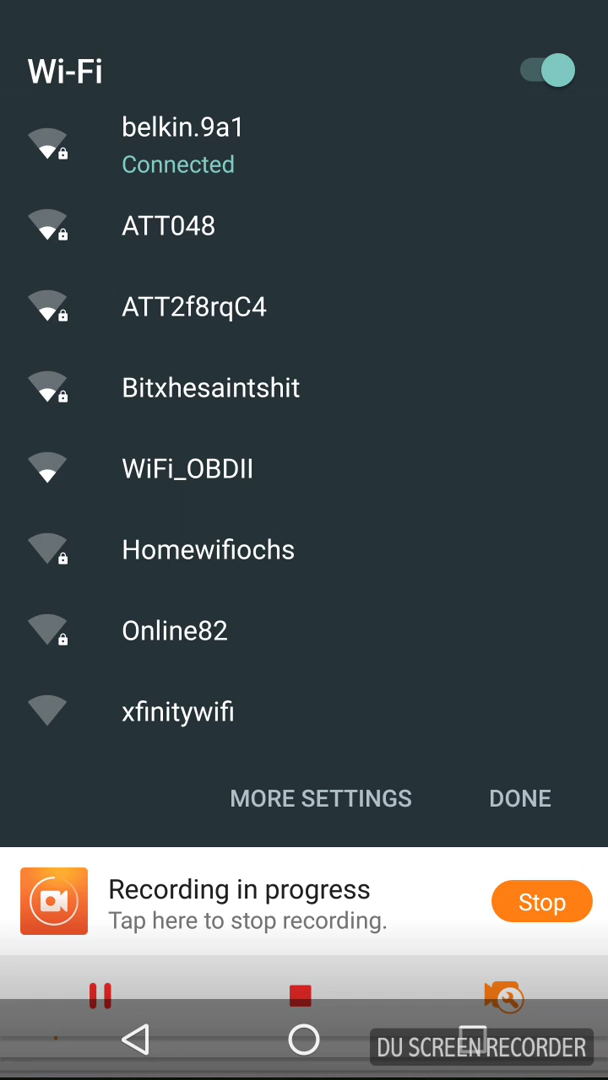 Wi-Fi
belkin.9a1
Connected
ATT048
ATT2f8rqC4
Bitxhesaintshit
WiFi_OBDII
Homewifiochs
Online82
xfinitywifi
MORE SETTINGS DONE
Recording in progress
Tap here to stop recording.
Stop
DU SCREEN RECORDER